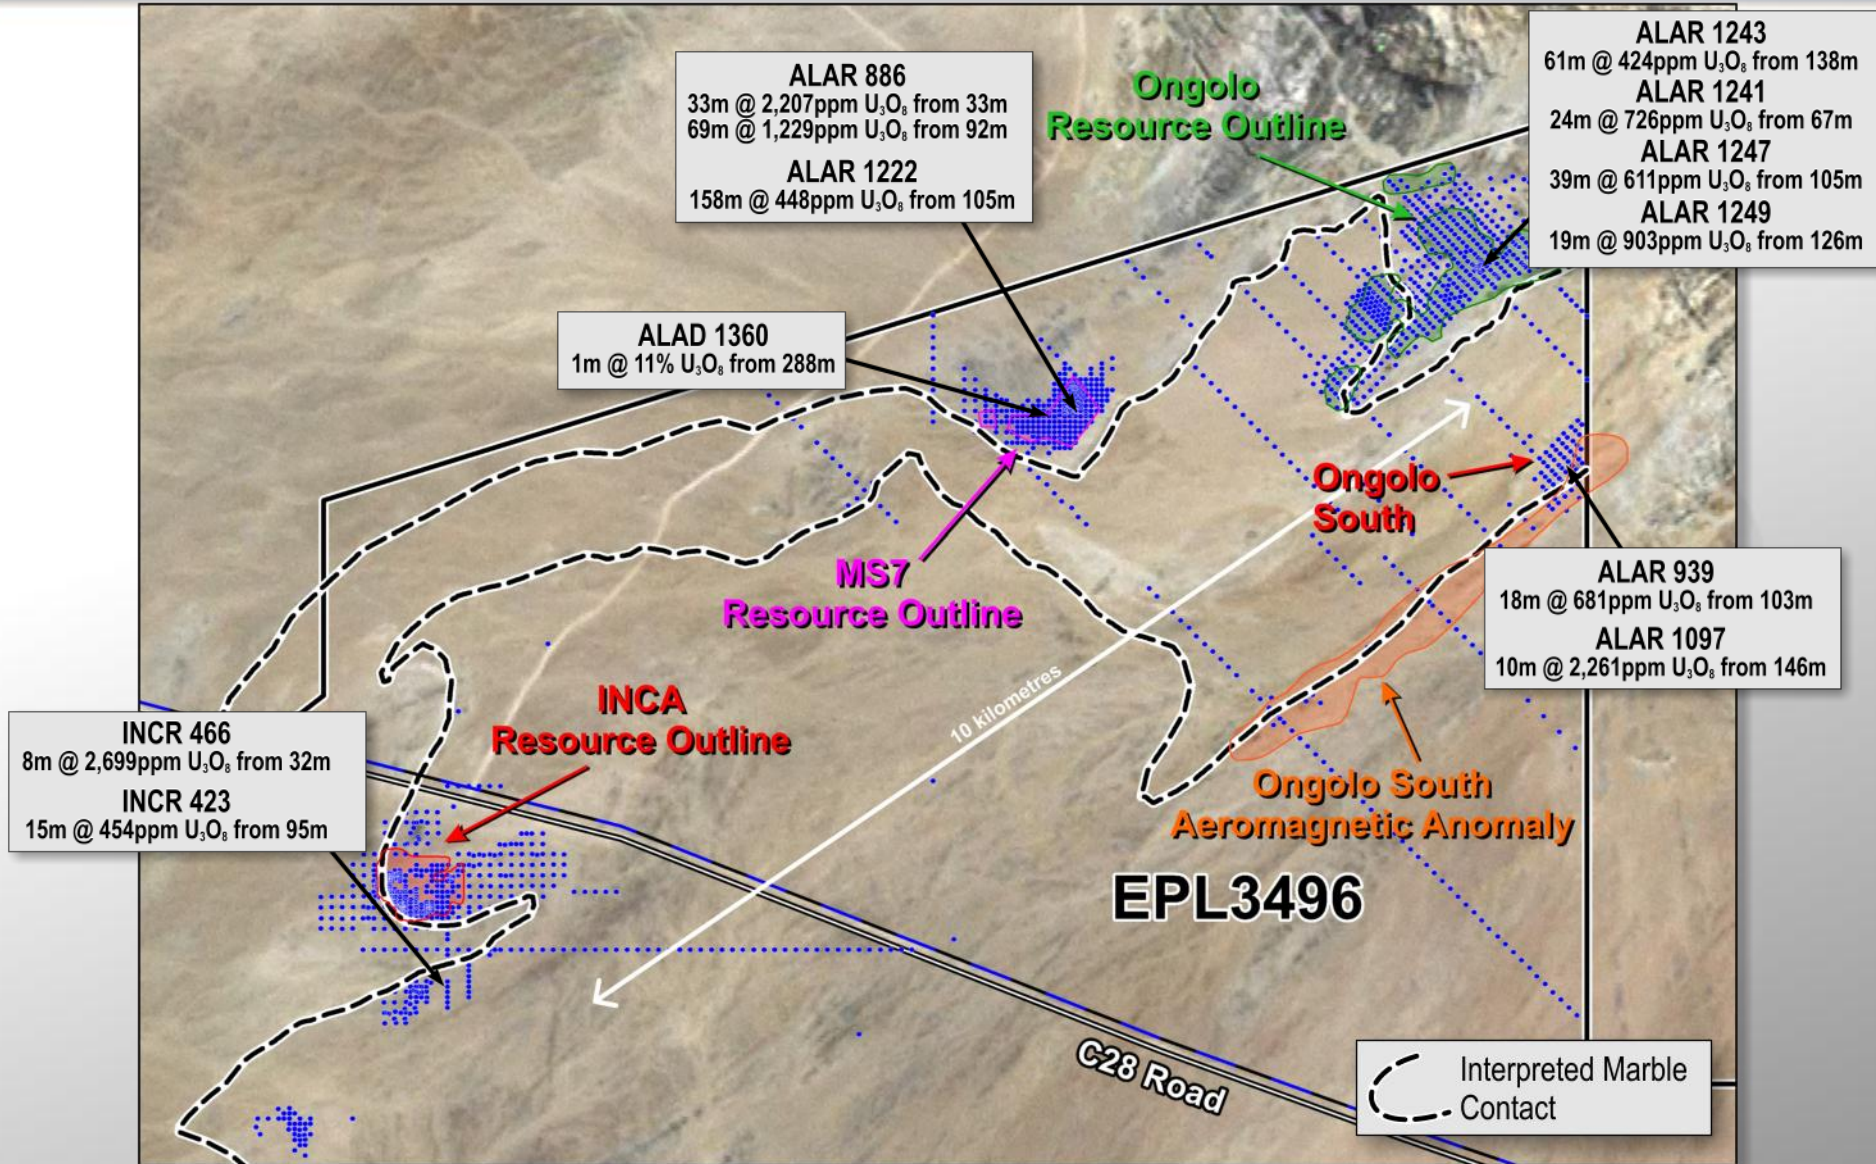 ALAR 1243
61m @ 424ppm U₃O₈ from 138m
ALAR 1241
24m @ 726ppm U₃O₈ from 67m
ALAR 1247
39m @ 611ppm U₃O₈ from 105m
ALAR 1249
19m @ 903ppm U₃O₈ from 126m
ALAR 886
33m @ 2,207ppm U₃O₈ from 33m
69m @ 1,229ppm U₃O₈ from 92m
ALAR 1222
158m @ 448ppm U₃O₈ from 105m
Ongolo
Resource Outline
ALAD 1360
1m @ 11% U₃O₈ from 288m
Ongolo
South
MS7
Resource Outline
ALAR 939
18m @ 681ppm U₃O₈ from 103m
ALAR 1097
10m @ 2,261ppm U₃O₈ from 146m
10 kilometres
INCA
Resource Outline
INCR 466
8m @ 2,699ppm U₃O₈ from 32m
INCR 423
15m @ 454ppm U₃O₈ from 95m
Ongolo South
Aeromagnetic Anomaly
EPL3496
C28 Road
Interpreted Marble
Contact